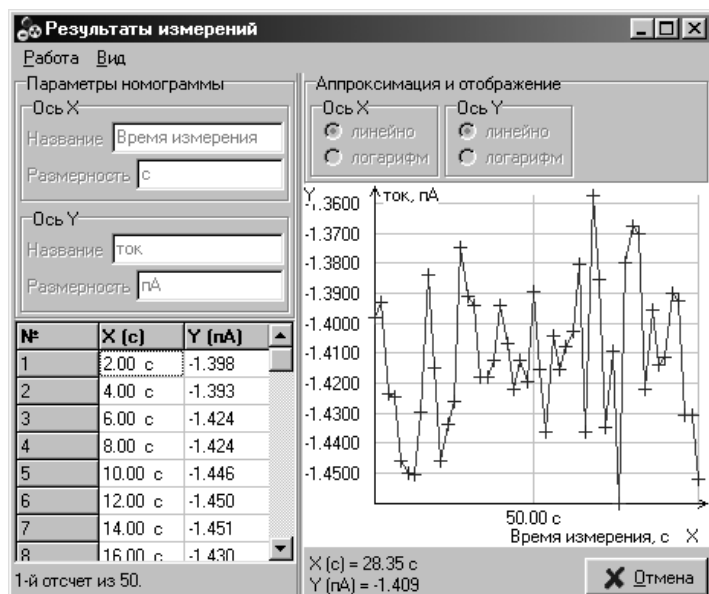 Результаты измерений
Работа Вид
Параметры номограммы
Ось X
Название Время измерения
Размерность с
Ось Y
Название ток
Размерность пА
№ X (с) Y (пА)
1 2.00 с -1.398
2 4.00 с -1.393
3 6.00 с -1.424
4 8.00 с -1.424
5 10.00 с -1.446
6 12.00 с -1.450
7 14.00 с -1.451
8 16.00 с -1.430
1-й отсчет из 50.
Аппроксимация и отображение
Ось X Ось Y
линейно линейно
логарифм логарифм
Y ток, пА
-1.3600
-1.3700
-1.3800
-1.3900
-1.4000
-1.4100
-1.4200
-1.4300
-1.4400
-1.4500
50.00 с
Время измерения, с X
X (с) = 28.35 с
Y (пА) = -1.409
Отмена